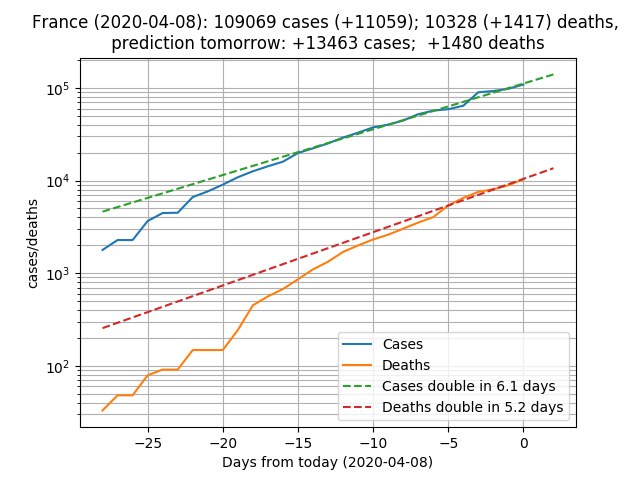 France (2020-04-08): 109069 cases (+11059); 10328 (+1417) deaths,
prediction tomorrow: +13463 cases;  +1480 deaths
cases/deaths
10^5
10^4
10^3
10^2
Cases
Deaths
Cases double in 6.1 days
Deaths double in 5.2 days
−25 −20 −15 −10 −5 0
Days from today (2020-04-08)